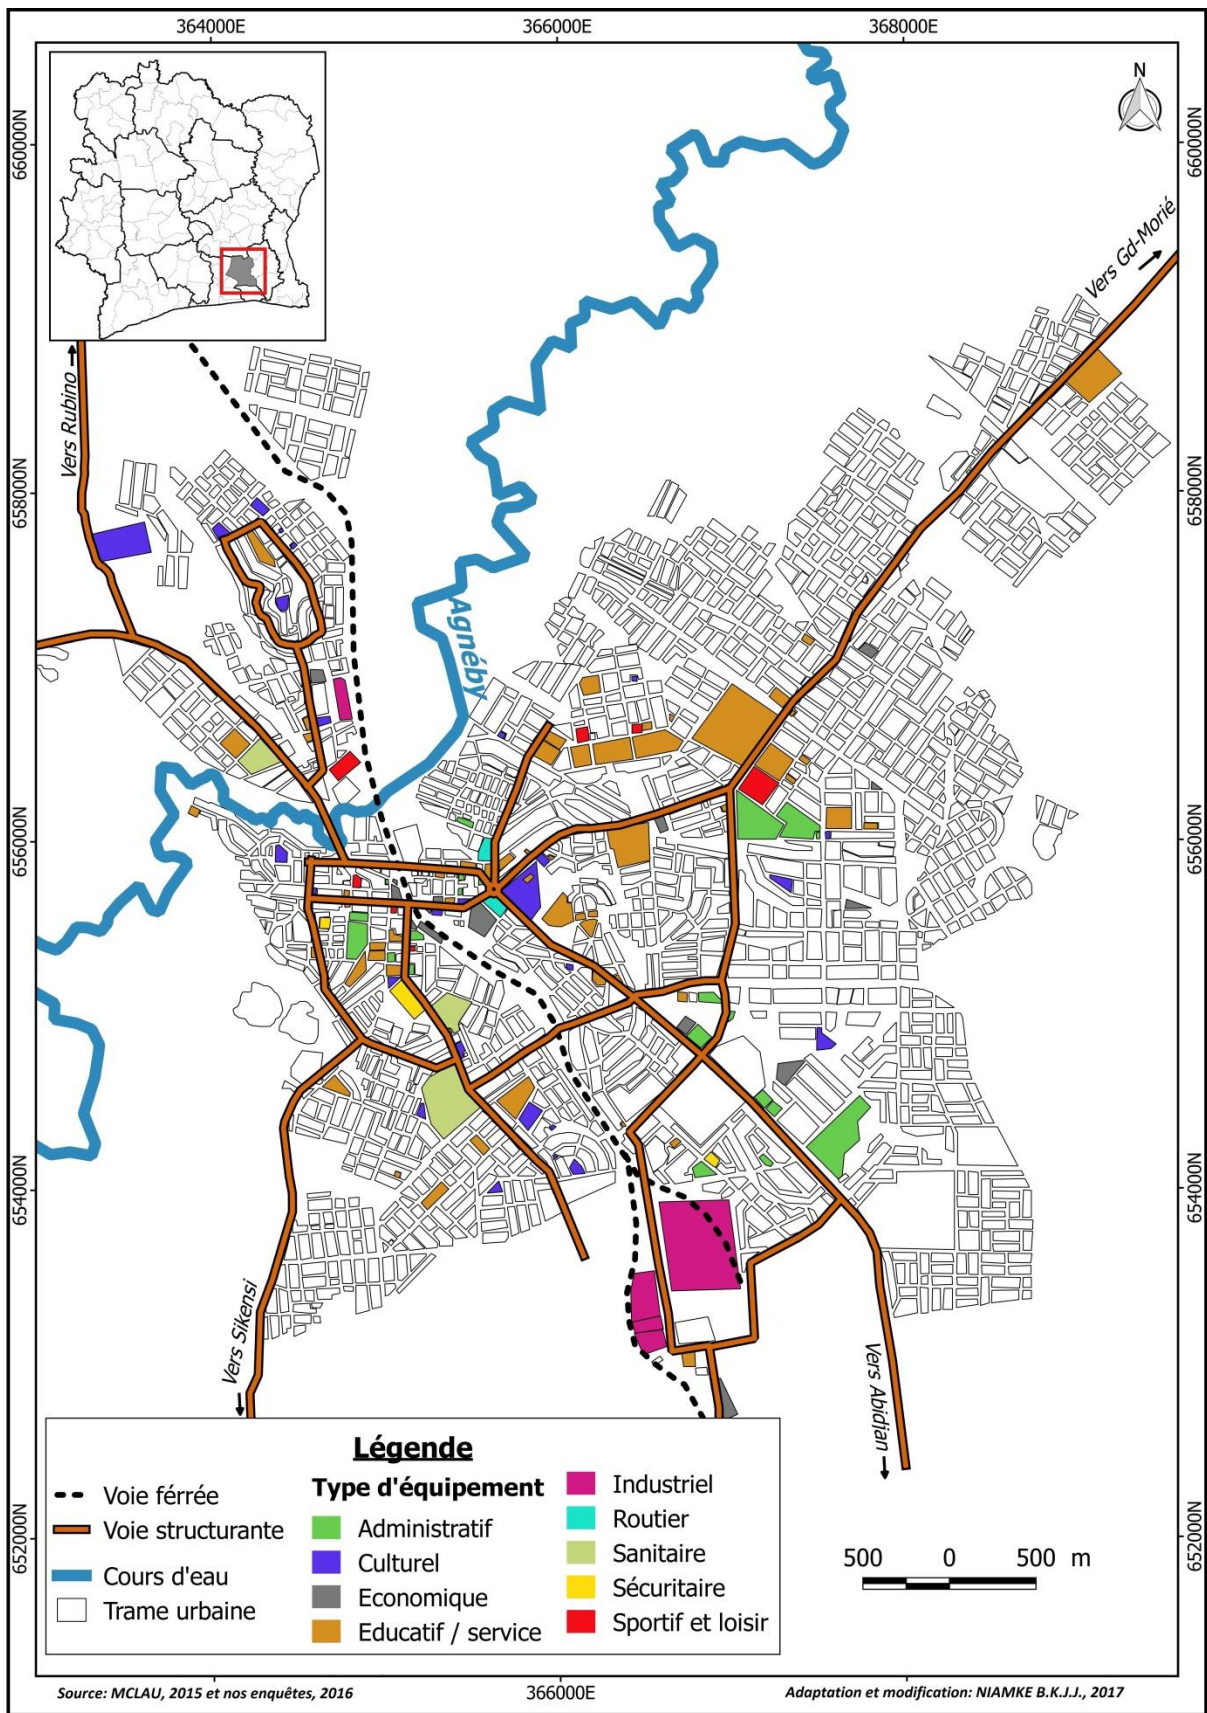 364000E 366000E 368000E
N
660000N 660000N
Vers Gd-Morié
Vers Rubino
658000N 658000N
Agnéby
656000N 656000N
654000N 654000N
Vers Sikensi
Vers Abidjan
Légende
Voie férrée
Voie structurante
Cours d'eau
Trame urbaine
Type d'équipement
Administratif
Culturel
Economique
Educatif / service
Industriel
Routier
Sanitaire
Sécuritaire
Sportif et loisir
652000N 652000N
500 0 500 m
Source: MCLAU, 2015 et nos enquêtes, 2016
366000E
Adaptation et modification: NIAMKE B.K.J.J., 2017
364000E 368000E